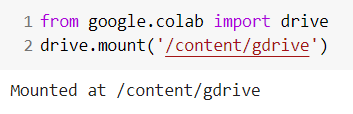 1 from google.colab import drive
2 drive.mount('/content/gdrive')
Mounted at /content/gdrive